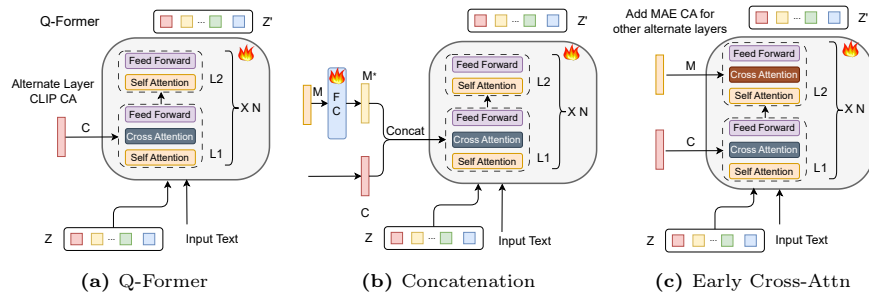 Q-Former
Z'
Feed Forward
Self Attention
L2
Alternate Layer
CLIP CA
C
Feed Forward
Cross Attention
Self Attention
L1
X N
Z
Input Text
(a) Q-Former
Z'
M
F
C
M*
Concat
C
Feed Forward
Self Attention
L2
Feed Forward
Cross Attention
Self Attention
L1
X N
Z
Input Text
(b) Concatenation
Z'
Add MAE CA for
other alternate layers
M
Feed Forward
Cross Attention
Self Attention
L2
C
Feed Forward
Cross Attention
Self Attention
L1
X N
Z
Input Text
(c) Early Cross-Attn